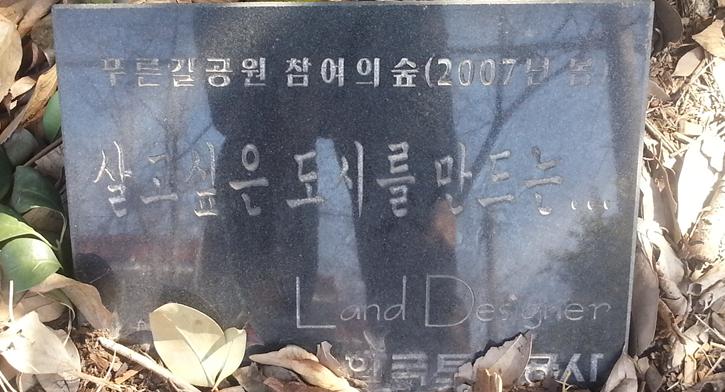 푸른길공원 참여의숲(2007년 봄)
살고싶은 도시를 만드는...
Land Designer